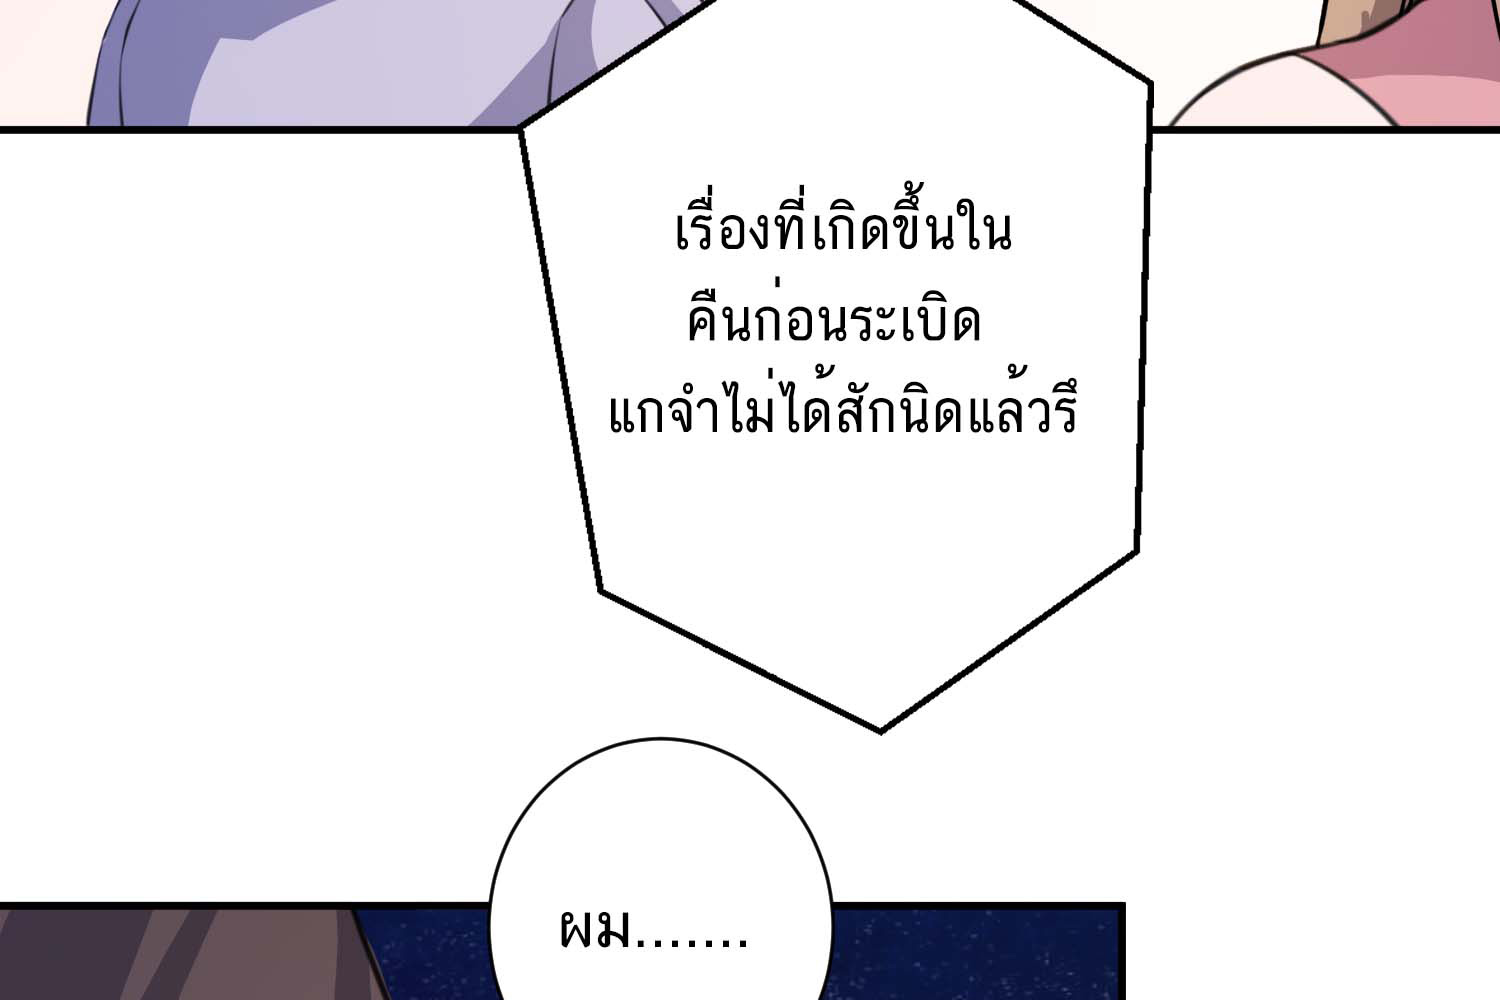 เรื่องที่เกิดขึ้นใน
คืนก่อนระเบิด
แกจำไม่ได้สักนิดแล้วรึ
ผม.......